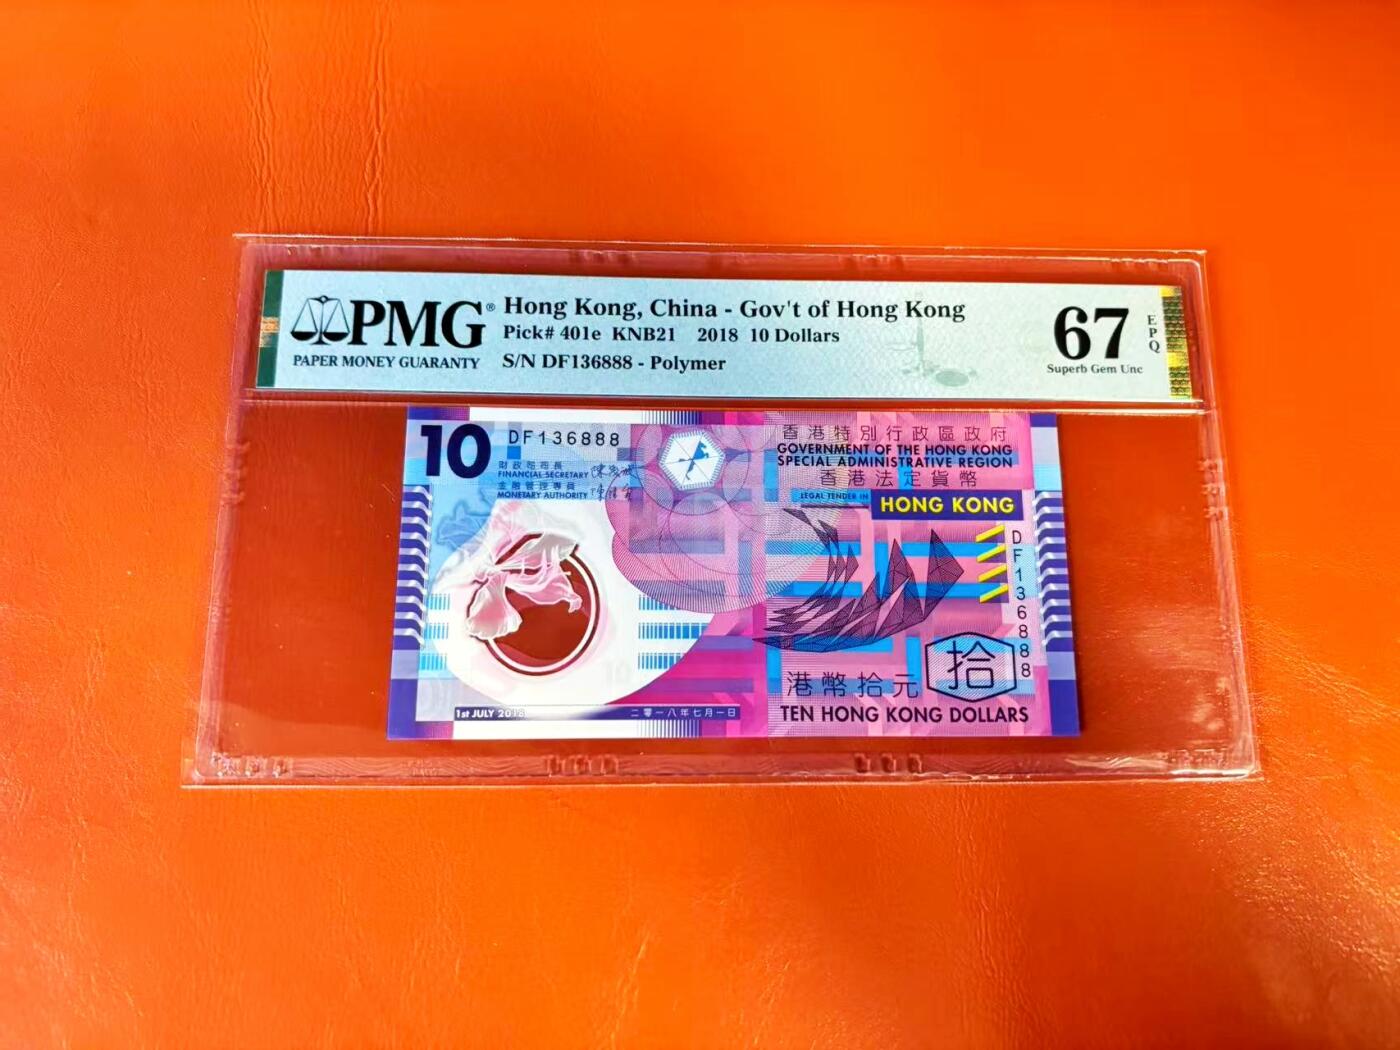 PMG®
PAPER MONEY GUARANTY
Hong Kong, China - Gov't of Hong Kong
Pick# 401e KNB21 2018 10 Dollars
S/N DF136888 - Polymer
67
EPQ
Superb Gem Unc
10
DF136888
財政司司長
FINANCIAL SECRETARY
金融管理專員
MONETARY AUTHORITY
香港特別行政區政府
GOVERNMENT OF THE HONG KONG
SPECIAL ADMINISTRATIVE REGION
香港法定貨幣
LEGAL TENDER IN
HONG KONG
DF136888
10
拾
港幣拾元
TEN HONG KONG DOLLARS
1st JULY 2018
二零一八年七月一日